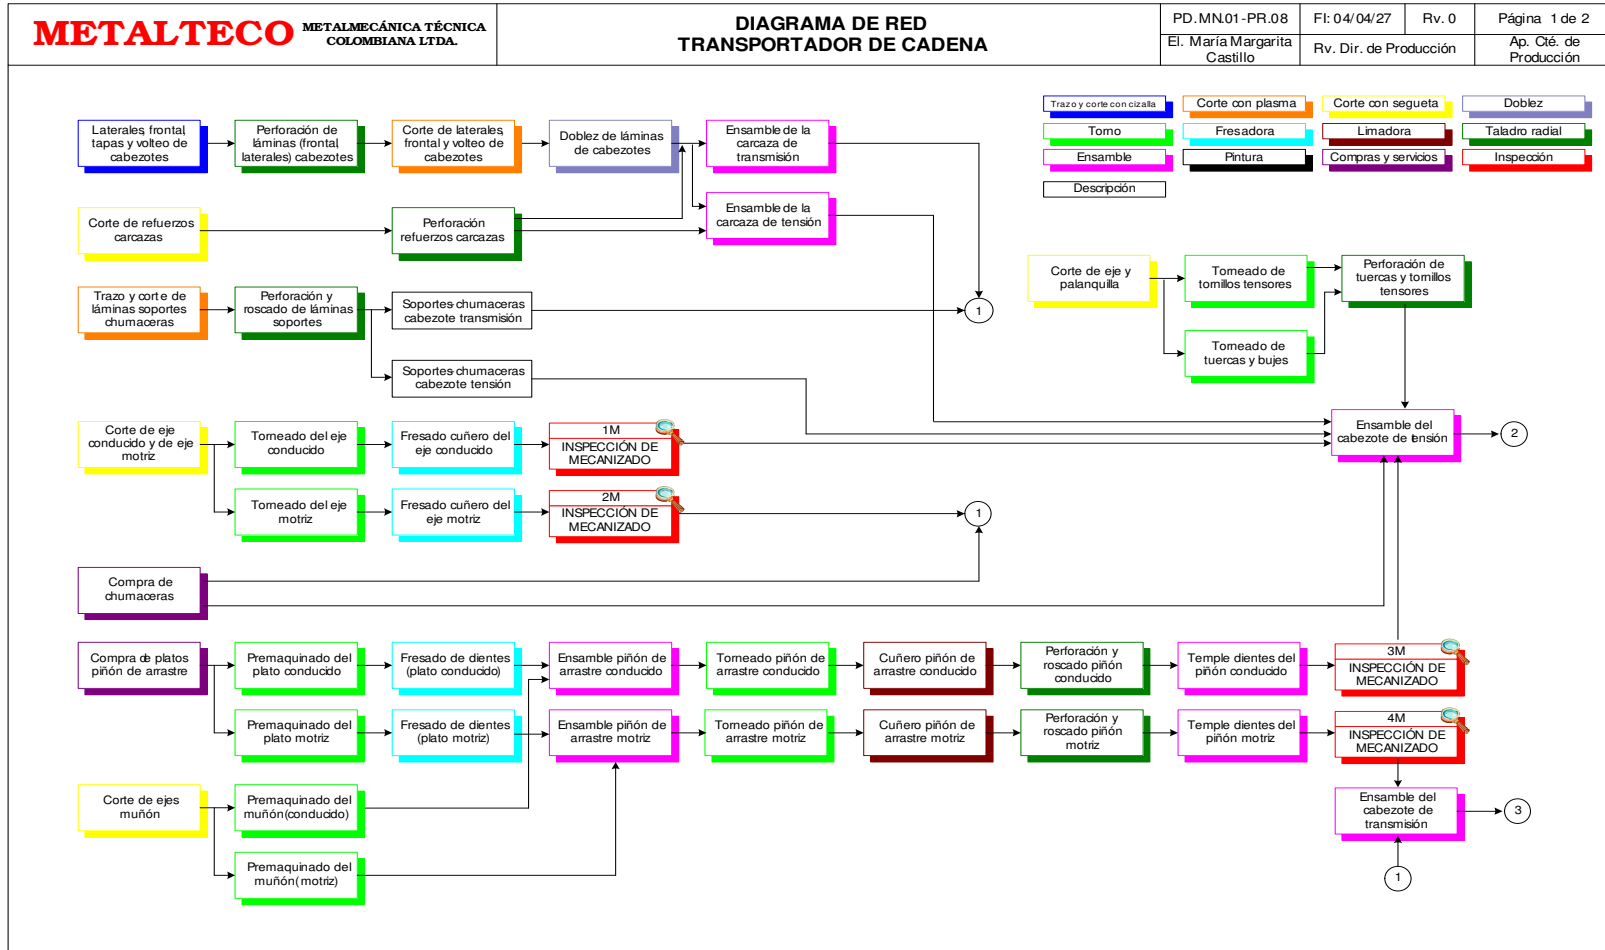 METALTECO
METALMECÁNICA TÉCNICA
COLOMBIANA LTDA.
DIAGRAMA DE RED
TRANSPORTADOR DE CADENA
PD.MN.01-PR.08
FI: 04/04/27
Rv. 0
Página 1 de 2
El. María Margarita
Castillo
Rv. Dir. de Producción
Ap. Cté. de
Producción
Trazo y corte con cizalla
Corte con plasma
Corte con segueta
Doblez
Torno
Fresadora
Limadora
Taladro radial
Ensamble
Pintura
Compras y servicios
Inspección
Descripción
Laterales, frontal,
tapas y volteo de
cabezotes
Perforación de
láminas (frontal,
laterales) cabezotes
Corte de laterales,
frontal y volteo de
cabezotes
Doblez de láminas
de cabezotes
Ensamble de la
carcaza de
transmisión
Corte de refuerzos
carcazas
Perforación
refuerzos carcazas
Ensamble de la
carcaza de tensión
Trazo y corte de
láminas soportes
chumaceras
Perforación y
roscado de láminas
soportes
Soportes-chumaceras
cabezote transmisión
1
Soportes-chumaceras
cabezote tensión
Corte de eje y
palanquilla
Torneado de
tornillos tensores
Perforación de
tuercas y tornillos
tensores
Torneado de
tuercas y bujes
Corte de eje
conducido y de eje
motriz
Torneado del eje
conducido
Fresado cuñero del
eje conducido
1M
INSPECCIÓN DE
MECANIZADO
Ensamble del
cabezote de tensión
2
Torneado del eje
motriz
Fresado cuñero del
eje motriz
2M
INSPECCIÓN DE
MECANIZADO
1
Compra de
chumaceras
Compra de platos
piñón de arrastre
Premaquinado del
plato conducido
Fresado de dientes
(plato conducido)
Ensamble piñón de
arrastre conducido
Torneado piñón de
arrastre conducido
Cuñero piñón de
arrastre conducido
Perforación y
roscado piñón
conducido
Temple dientes del
piñón conducido
3M
INSPECCIÓN DE
MECANIZADO
Premaquinado del
plato motriz
Fresado de dientes
(plato motriz)
Ensamble piñón de
arrastre motriz
Torneado piñón de
arrastre motriz
Cuñero piñón de
arrastre motriz
Perforación y
roscado piñón
motriz
Temple dientes del
piñón motriz
4M
INSPECCIÓN DE
MECANIZADO
Corte de ejes
muñón
Premaquinado del
muñón (conducido)
Ensamble del
cabezote de
transmisión
3
Premaquinado del
muñón (motriz)
1